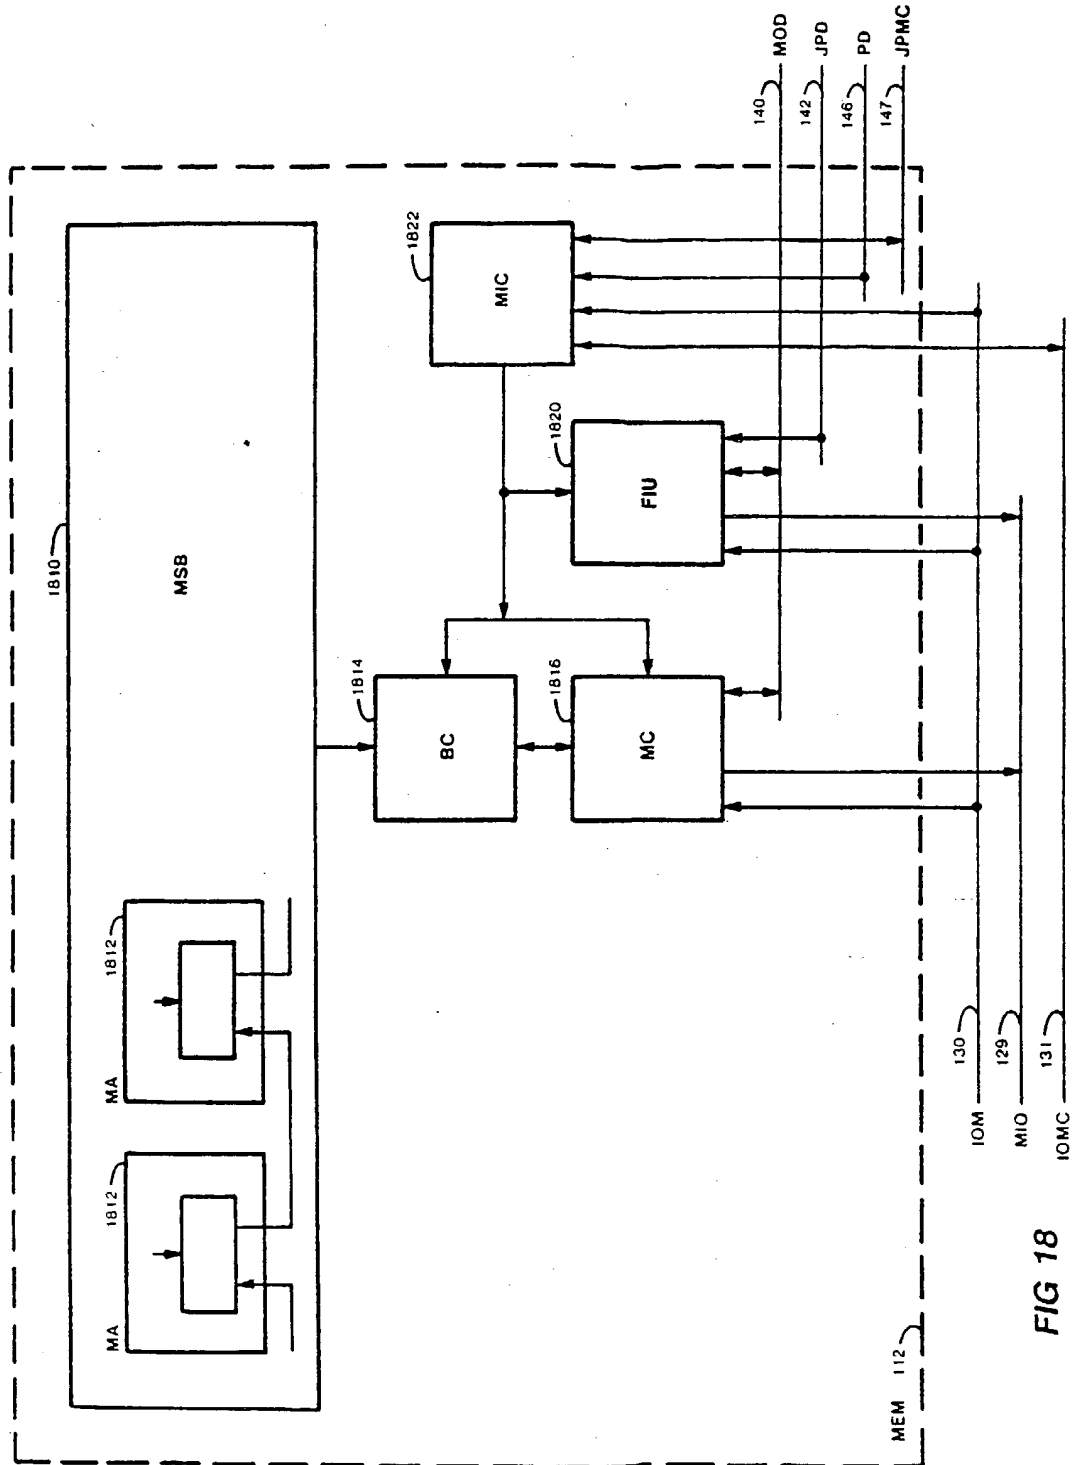 1810
MSB
MA
1812
MA
1812
1822
MIC
1814
BC
1816
MC
1820
FIU
140
MOD
142
JPD
146
PD
147
JPMC
IOM
130
MIO
129
IOMC
131
MEM 112
FIG 18